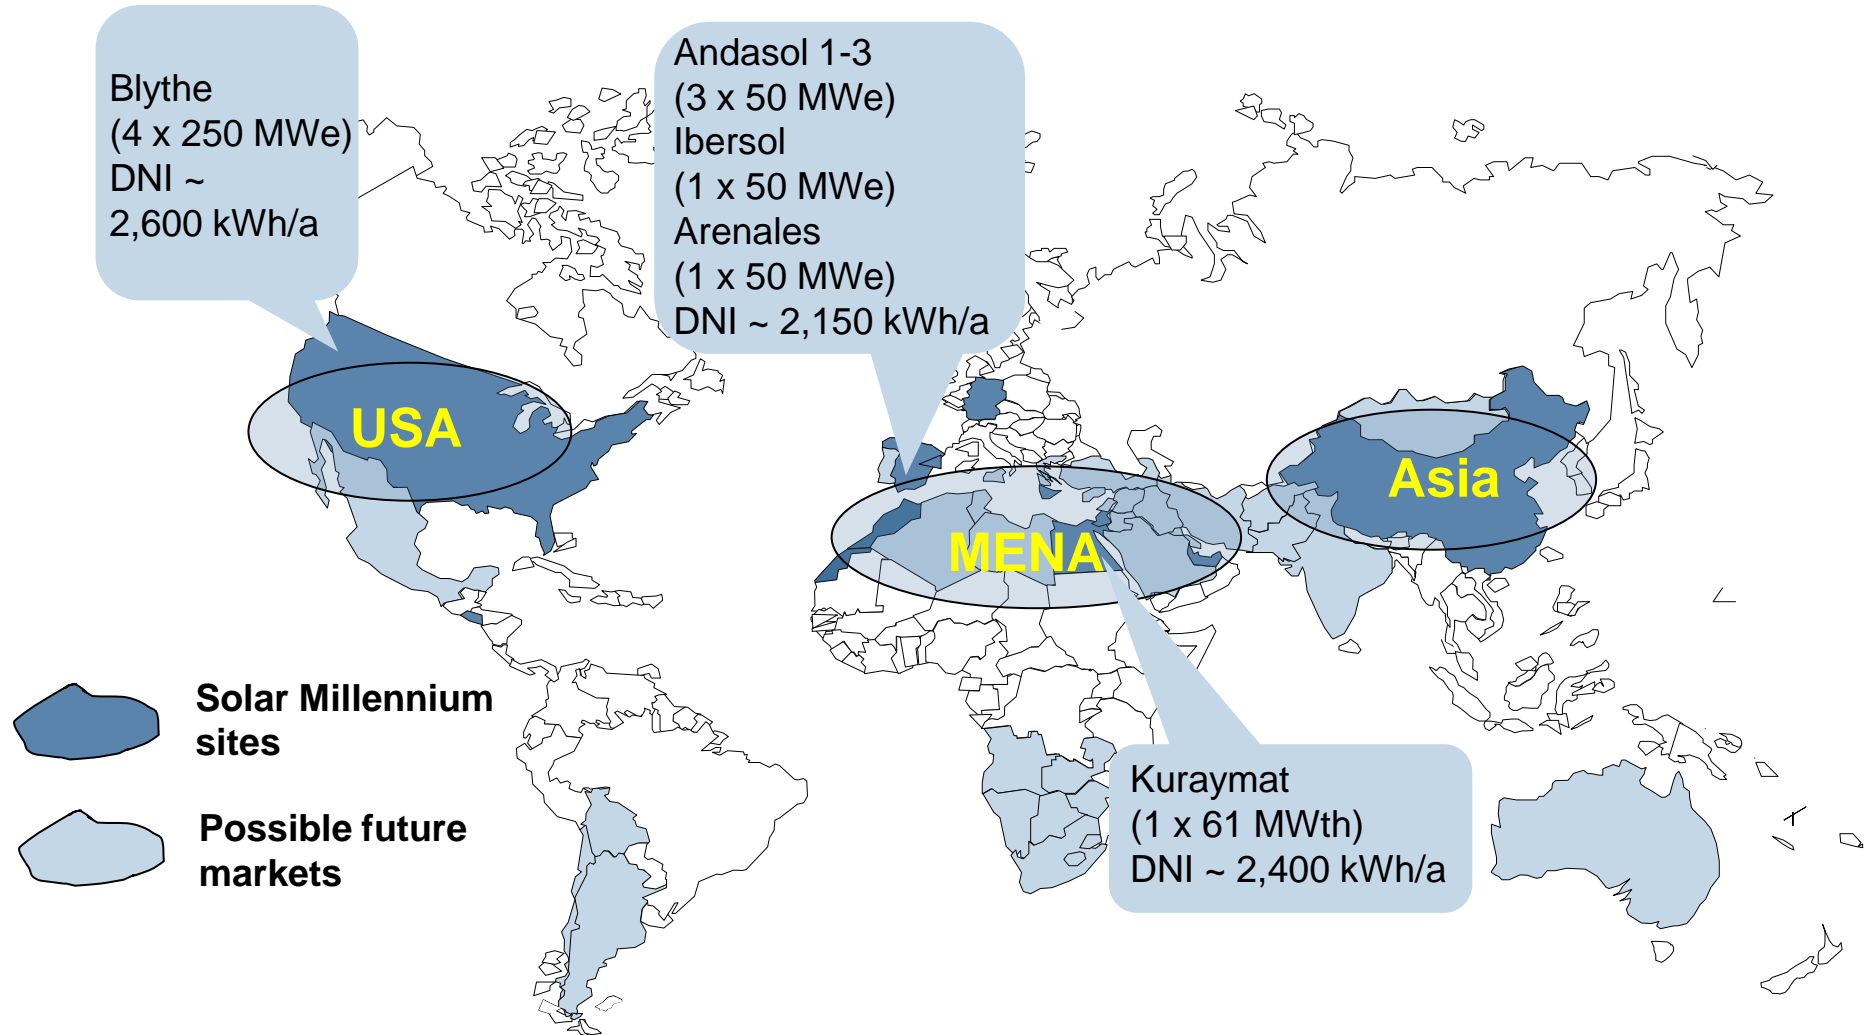 Blythe
(4 x 250 MWe)
DNI ~
2,600 kWh/a
Andasol 1-3
(3 x 50 MWe)
Ibersol
(1 x 50 MWe)
Arenales
(1 x 50 MWe)
DNI ~ 2,150 kWh/a
USA
Asia
MENA
Solar Millennium
sites
Possible future
markets
Kuraymat
(1 x 61 MWth)
DNI ~ 2,400 kWh/a